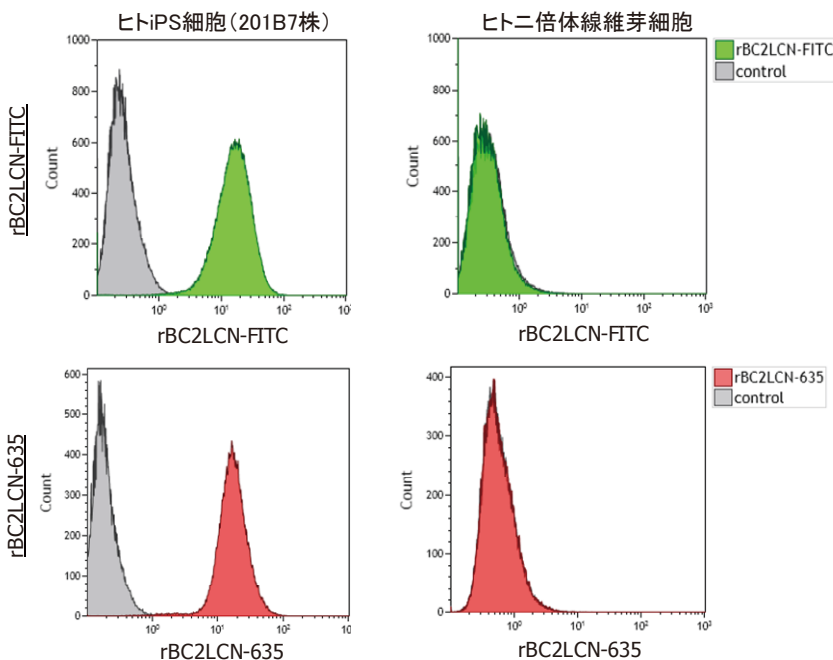 ヒトiPS細胞(201B7株)
ヒト二倍体線維芽細胞
rBC2LCN-FITC
Count
1000
800
600
400
200
0
10⁰
10¹
10²
10³
rBC2LCN-FITC
Count
1000
800
600
400
200
0
10⁰
10¹
10²
10³
rBC2LCN-FITC
rBC2LCN-FITC
control
rBC2LCN-635
Count
600
500
400
300
200
100
0
10⁰
10¹
10²
rBC2LCN-635
Count
400
300
200
100
0
10⁰
10¹
10²
10³
rBC2LCN-635
rBC2LCN-635
control